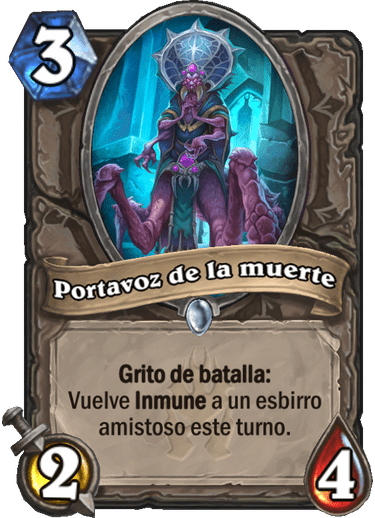 3
Portavoz de la muerte
Grito de batalla:
Vuelve Inmune a un esbirro
amistoso este turno.
2
4